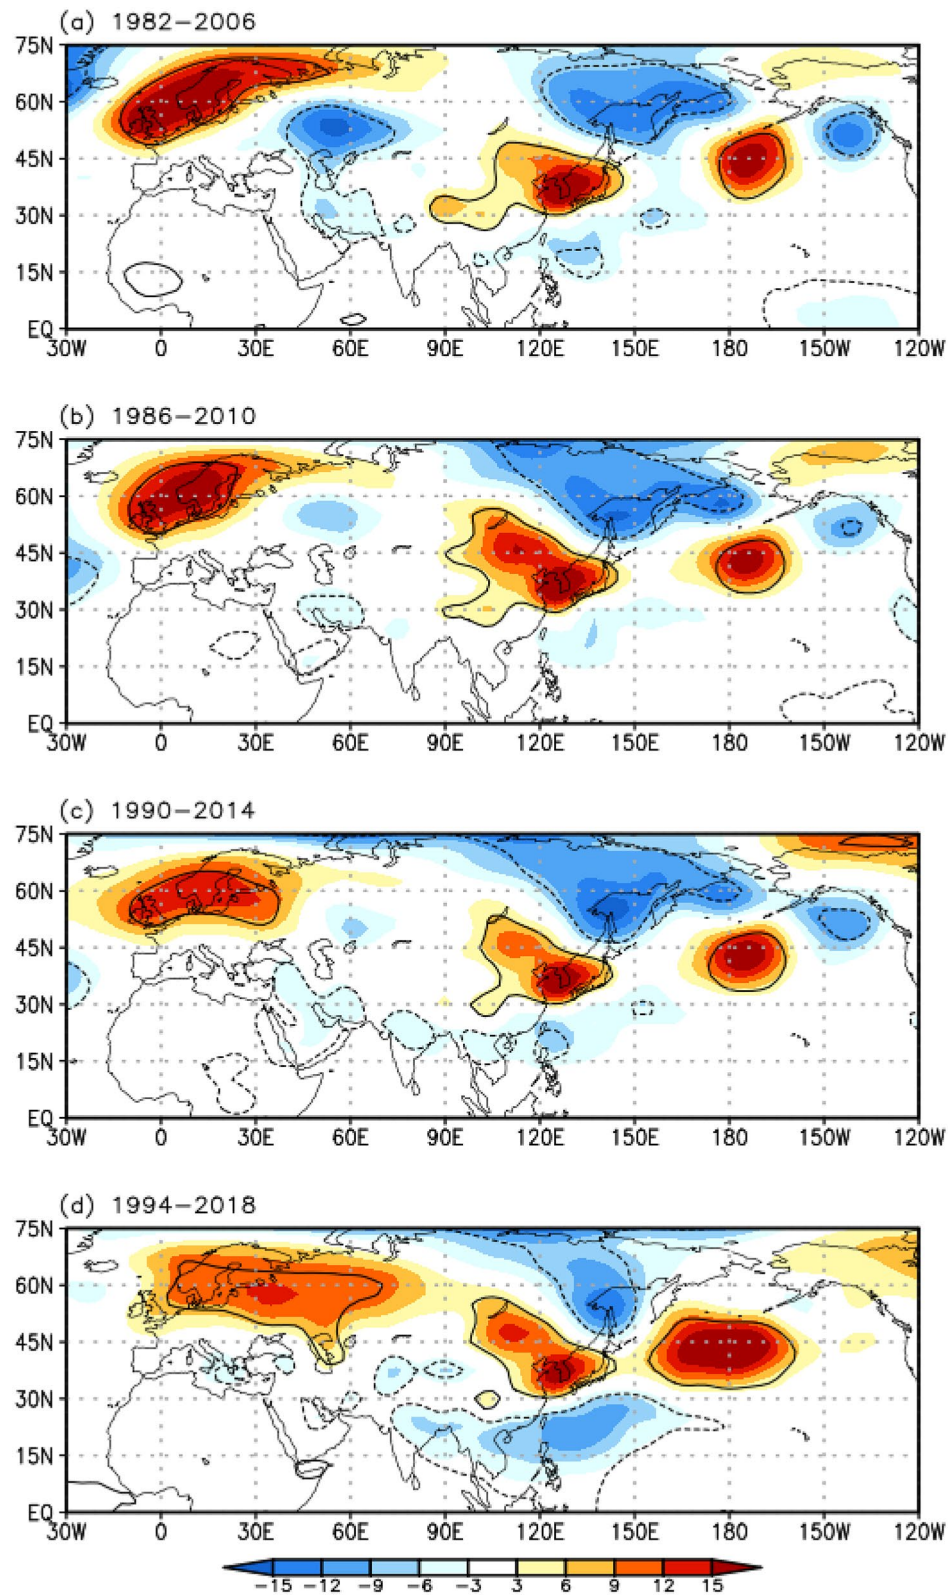 (a) 1982−2006
75N
60N
45N
30N
15N
EQ
30W 0 30E 60E 90E 120E 150E 180 150W 120W
(b) 1986−2010
75N
60N
45N
30N
15N
EQ
30W 0 30E 60E 90E 120E 150E 180 150W 120W
(c) 1990−2014
75N
60N
45N
30N
15N
EQ
30W 0 30E 60E 90E 120E 150E 180 150W 120W
(d) 1994−2018
75N
60N
45N
30N
15N
EQ
30W 0 30E 60E 90E 120E 150E 180 150W 120W
−15 −12 −9 −6 −3 3 6 9 12 15